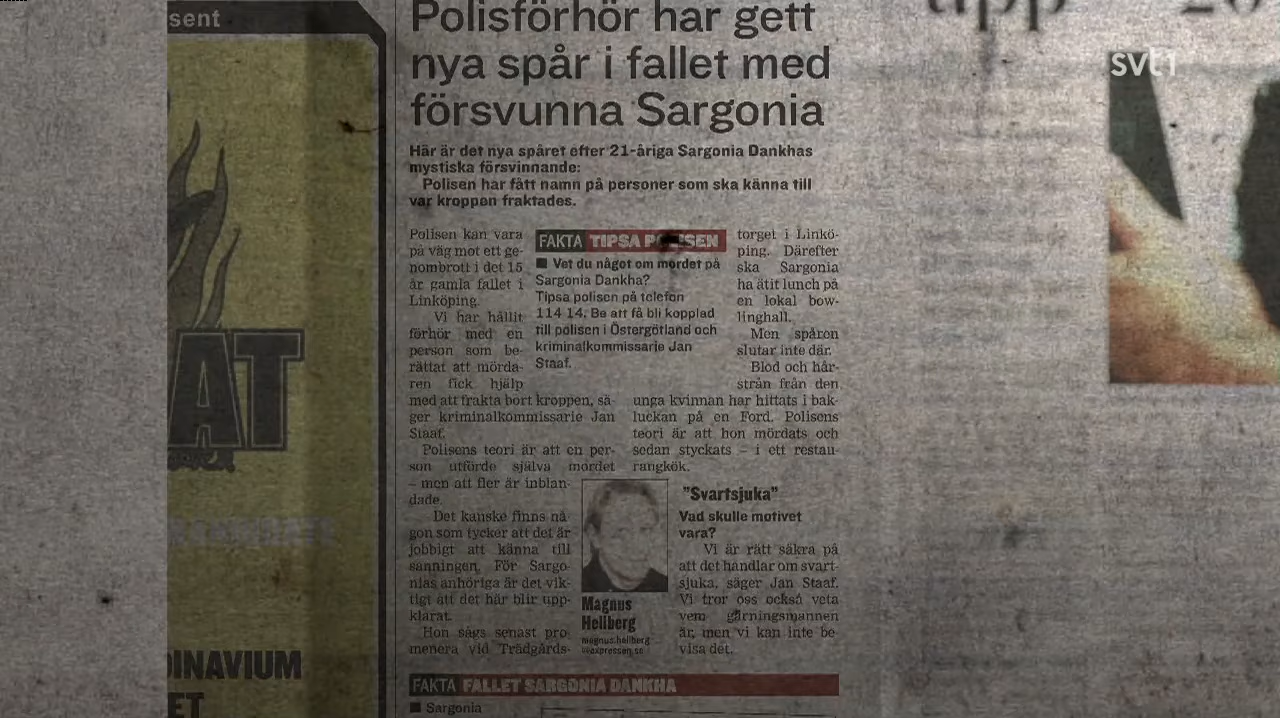 sent
Polisförhör har gett
nya spår i fallet med
försvunna Sargonia
Här är det nya spåret efter 21-åriga Sargonia Dankhas
mystiska försvinnande:
Polisen har fått namn på personer som ska känna till
var kroppen fraktades.
Polisen kan vara
på väg mot ett ge-
nombrott i det 15
år gamla fallet i
Linköping.
Vi har hållit
förhör med en
person som be-
rättat att mörda-
ren fick hjälp
med att frakta bort kroppen, sä-
ger kriminalkommissarie Jan
Staaf.
Polisens teori är att en per-
son utförde själva mordet
– men att fler är inblan-
dade.
Det kanske finns nå-
gon som tycker att det är
jobbigt att känna till
sanningen. För Sargo-
nias anhöriga är det vik-
tigt att det här blir upp-
klarat.
Hon sågs senast pro-
menera vid Trädgårds-
FAKTA TIPSA POLISEN
■ Vet du något om mordet på
Sargonia Dankha?
Tipsa polisen på telefon
114 14. Be att få bli kopplad
till polisen i Östergötland och
kriminalkommissarie Jan
Staaf.
torget i Linkö-
ping. Därefter
ska Sargonia
ha ätit lunch på
en lokal bow-
linghall.
Men spåren
slutar inte där.
Blod och hår-
strån från den
unga kvinnan har hittats i bak-
luckan på en Ford. Polisens
teori är att hon mördats och
sedan styckats – i ett restau-
rangkök.
"Svartsjuka"
Vad skulle motivet
vara?
Vi är rätt säkra på
att det handlar om svart-
sjuka, säger Jan Staaf.
Vi tror oss också veta
vem gärningsmannen
är, men vi kan inte be-
visa det.
Magnus
Hellberg
magnus.hellberg
@expressen.se
FAKTA FALLET SARGONIA DANKHA
■ Sargonia
AT
DINAVIUM
ET
tipp 20
svt1